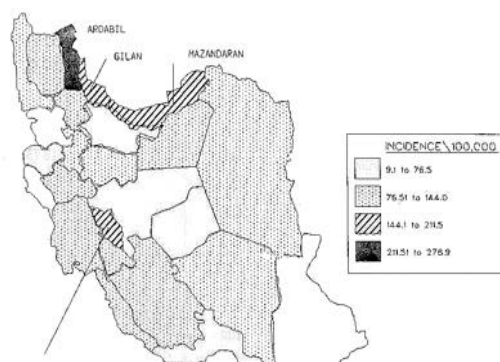 ARDABIL
GILAN
MAZANDARAN
INCIDENCE\100,000
9.1 to 76.5
76.51 to 144.0
144.1 to 211.5
211.51 to 276.9